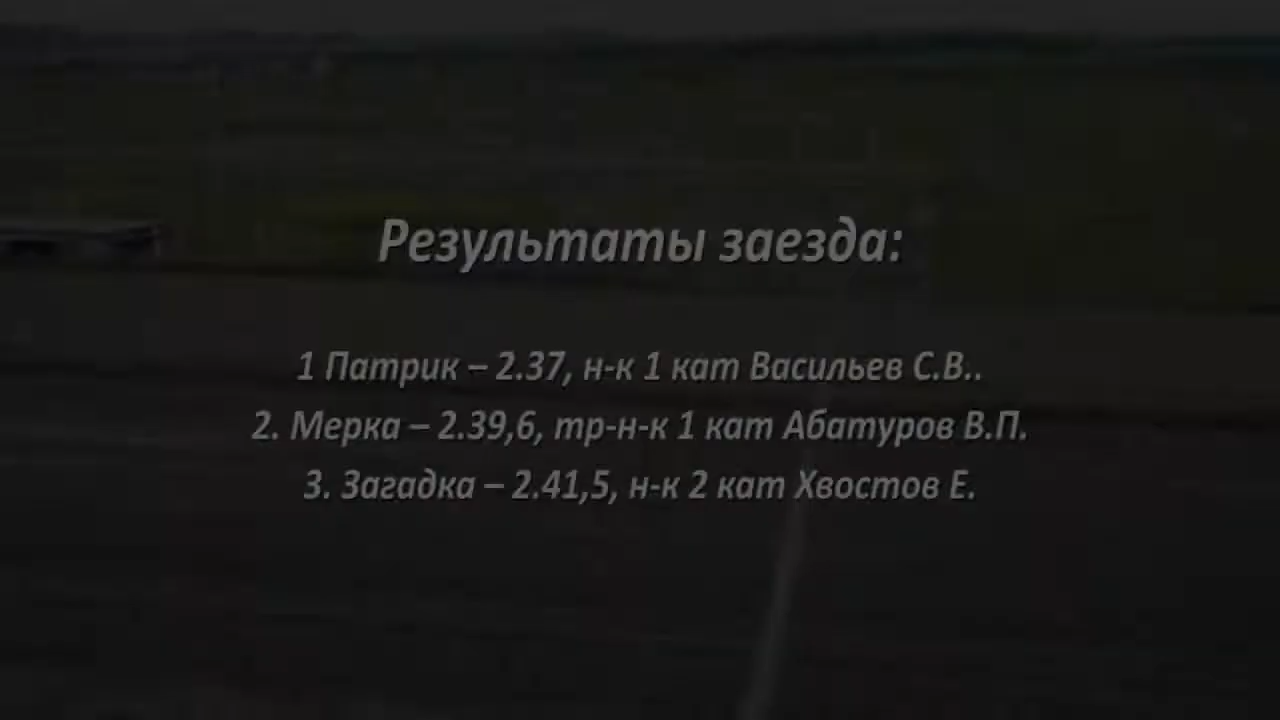 Результаты заезда:
1 Патрик – 2.37, н-к 1 кат Васильев С.В..
2. Мерка – 2.39,6, тр-н-к 1 кат Абатуров В.П.
3. Загадка – 2.41,5, н-к 2 кат Хвостов Е.